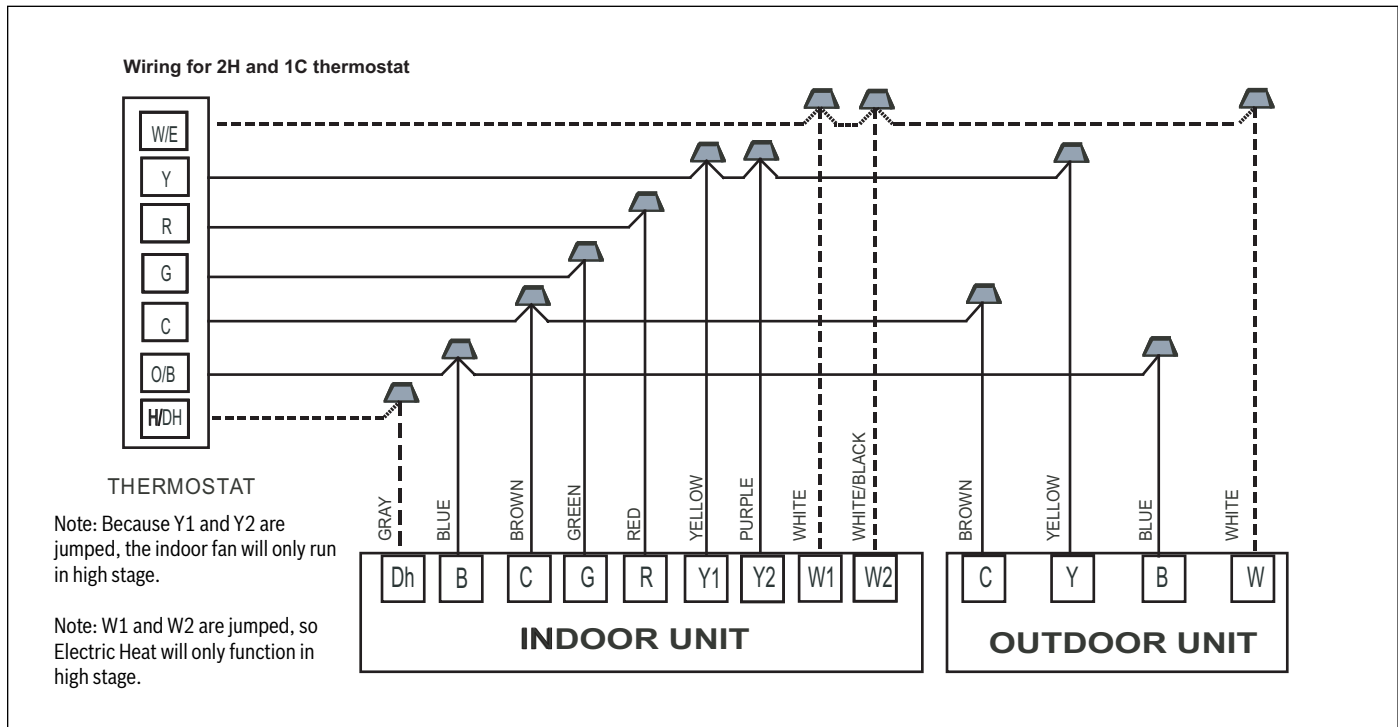 Wiring for 2H and 1C thermostat
W/E
Y
R
G
C
O/B
H/DH
THERMOSTAT
Note: Because Y1 and Y2 are
jumped, the indoor fan will only run
in high stage.
Note: W1 and W2 are jumped, so
Electric Heat will only function in
high stage.
GRAY
BLUE
BROWN
GREEN
RED
YELLOW
PURPLE
WHITE
WHITE/BLACK
BROWN
YELLOW
BLUE
WHITE
Dh B C G R Y1 Y2 W1 W2
INDOOR UNIT
C Y B W
OUTDOOR UNIT